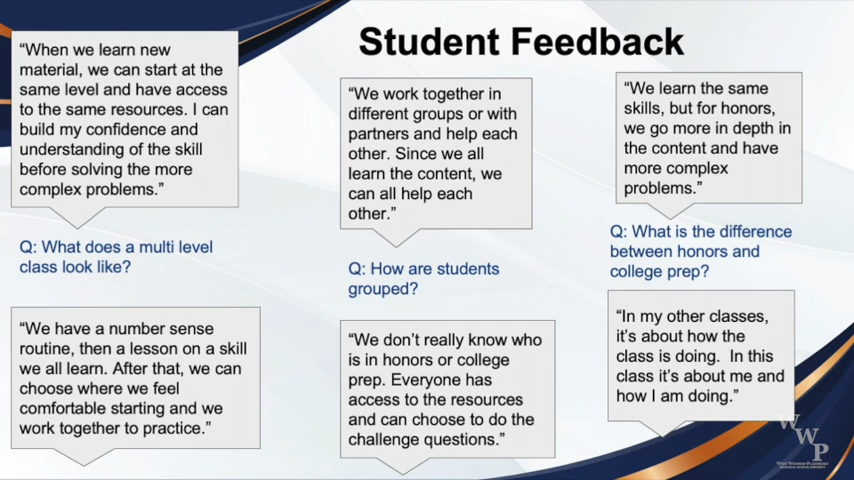 Student Feedback
“When we learn new
material, we can start at the
same level and have access
to the same resources. I can
build my confidence and
understanding of the skill
before solving the more
complex problems.”
Q: What does a multi level
class look like?
“We have a number sense
routine, then a lesson on a skill
we all learn. After that, we can
choose where we feel
comfortable starting and we
work together to practice.”
“We work together in
different groups or with
partners and help each
other. Since we all
learn the content, we
can all help each
other.”
Q: How are students
grouped?
“We don’t really know who
is in honors or college
prep. Everyone has
access to the resources
and can choose to do the
challenge questions.”
“We learn the same
skills, but for honors,
we go more in depth in
the content and have
more complex
problems.”
Q: What is the difference
between honors and
college prep?
“In my other classes,
it’s about how the
class is doing.  In this
class it’s about me and
how I am doing.”
WWP
West Windsor-Plainsboro
Regional School District